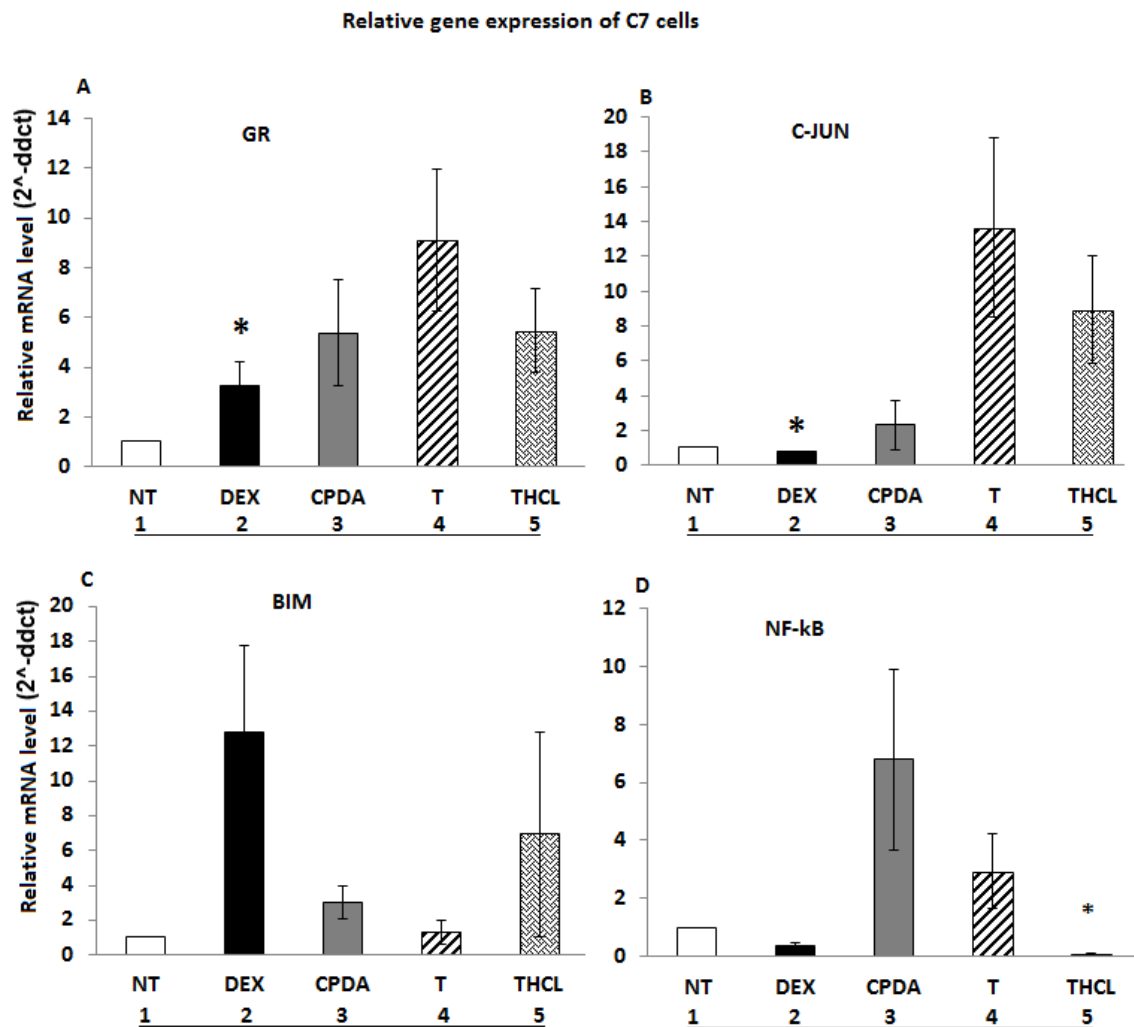 Relative gene expression of C7 cells
A
GR
Relative mRNA level (2^-ddct)
14
12
10
8
6
4
2
0
*
NT DEX CPDA T THCL
1 2 3 4 5
B
C-JUN
20
18
16
14
12
10
8
6
4
2
0
*
NT DEX CPDA T THCL
1 2 3 4 5
C
BIM
Relative mRNA level (2^-ddct)
20
18
16
14
12
10
8
6
4
2
0
NT DEX CPDA T THCL
1 2 3 4 5
D
NF-kB
12
10
8
6
4
2
0
*
NT DEX CPDA T THCL
1 2 3 4 5